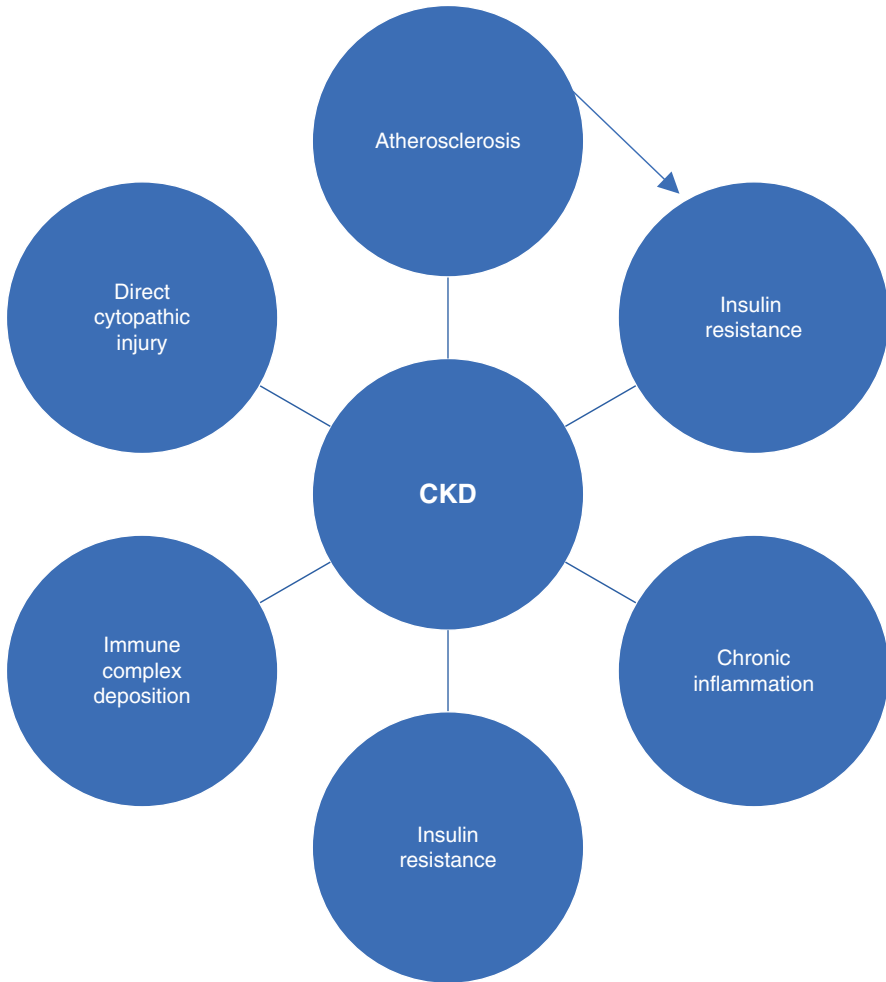 Atherosclerosis
Insulin
resistance
Direct
cytopathic
injury
CKD
Immune
complex
deposition
Chronic
inflammation
Insulin
resistance